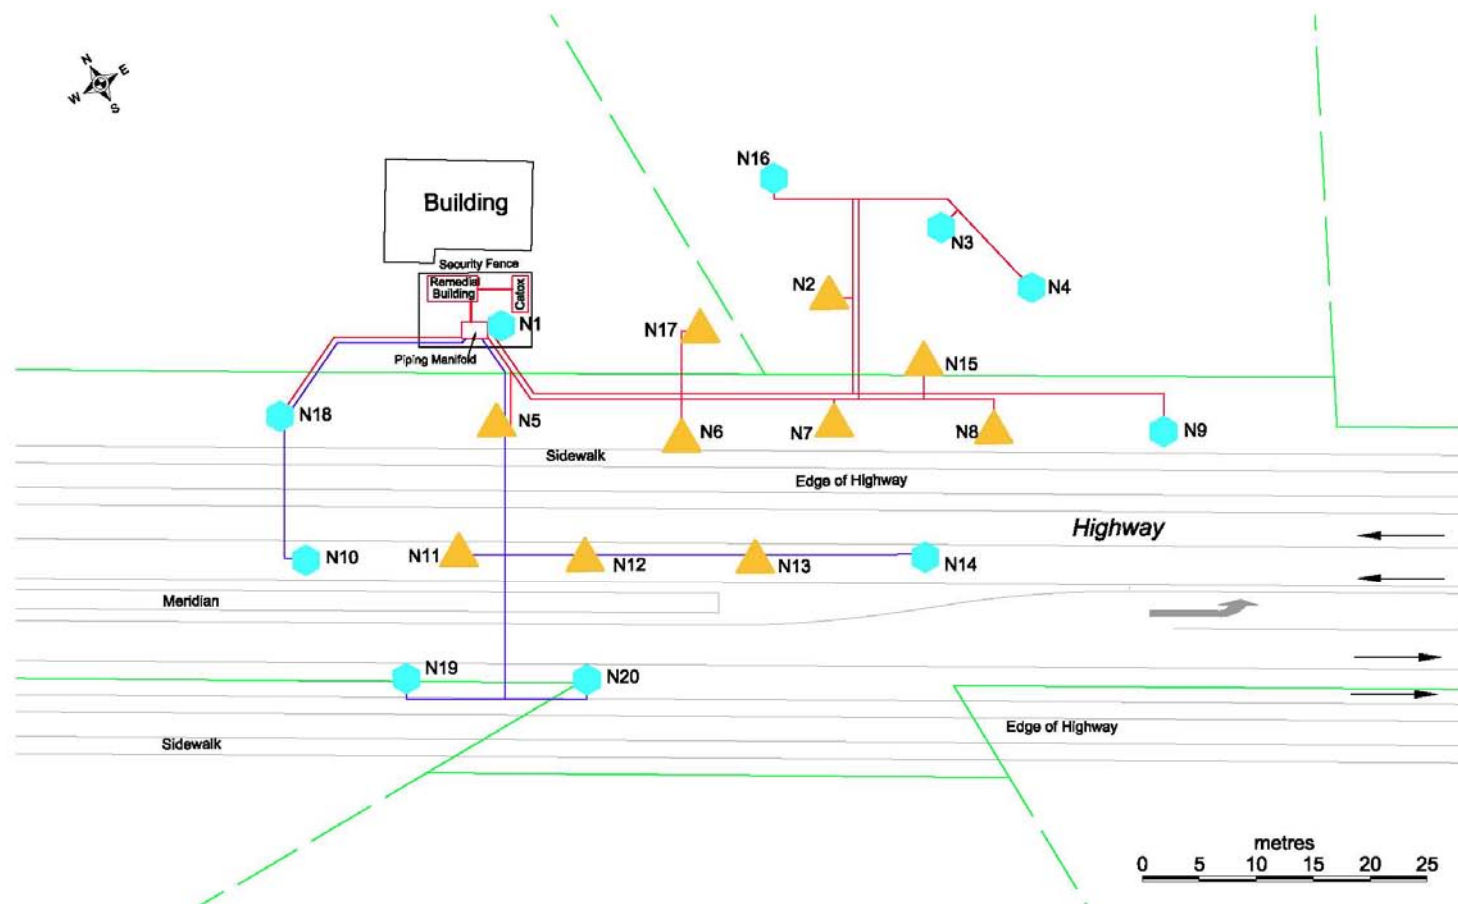 N
E
W
S
N16
Building
N3
Security Fence
Remedial
Building
Catox
N2
N4
N1
N17
Piping Manifold
N15
N18
N5
N6
N7
N8
N9
Sidewalk
Edge of Highway
Highway
N10
N11
N12
N13
N14
Meridian
N19
N20
Edge of Highway
Sidewalk
metres
0 5 10 15 20 25